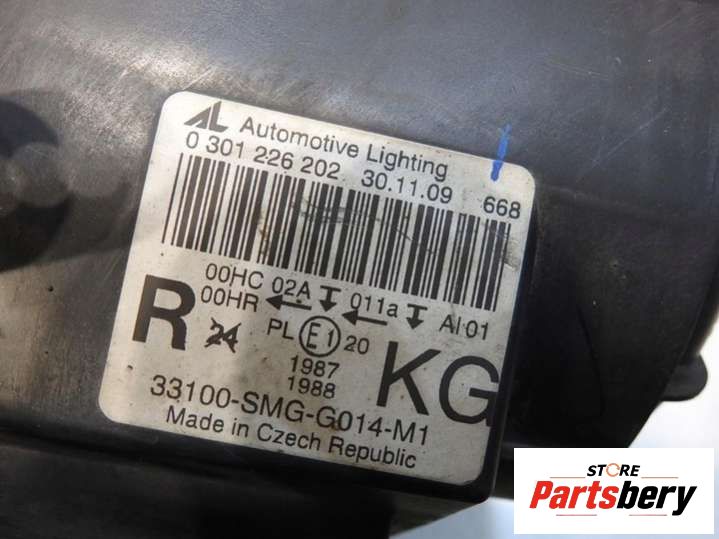 AL Automotive Lighting
0 301 226 202 30.11.09 668
00HC 02A 011a AI 01
00HR
R 24 PL E1 20 KG
1987
1988
33100-SMG-G014-M1
Made in Czech Republic
STORE
Partsbery